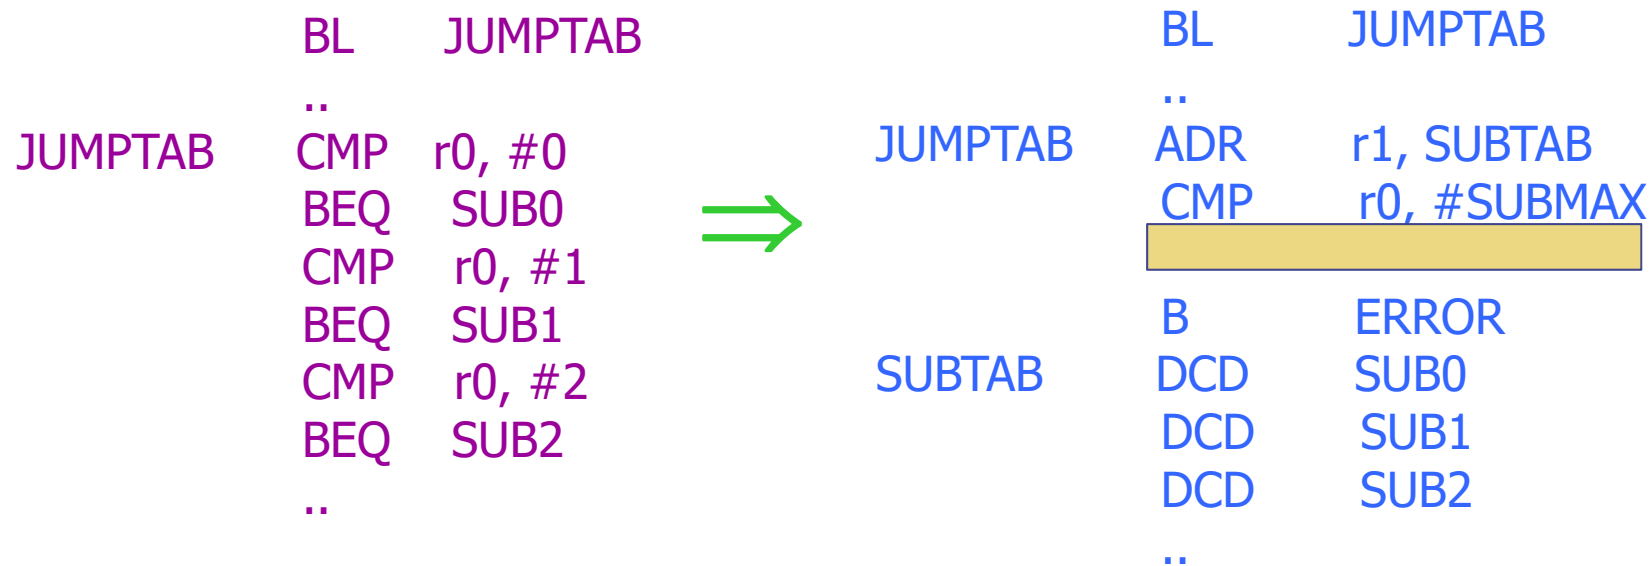 BL JUMPTAB
..
JUMPTAB CMP r0, #0
BEQ SUB0
CMP r0, #1
BEQ SUB1
CMP r0, #2
BEQ SUB2
..
⇒
BL JUMPTAB
..
JUMPTAB ADR r1, SUBTAB
CMP r0, #SUBMAX
B ERROR
SUBTAB DCD SUB0
DCD SUB1
DCD SUB2
..